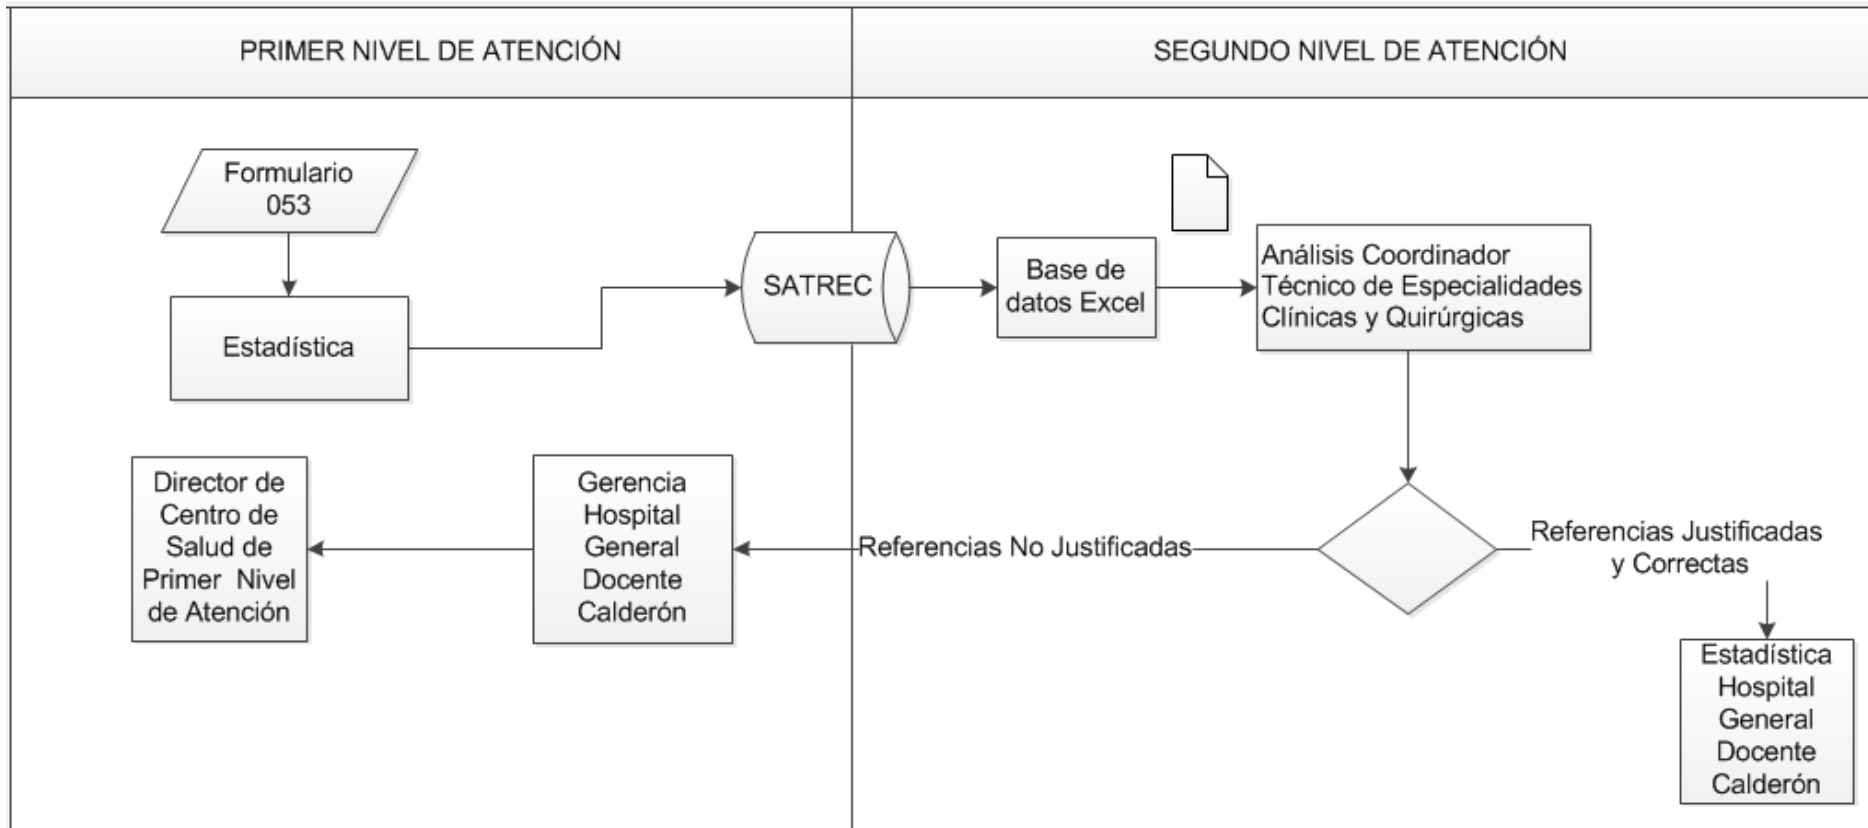 PRIMER NIVEL DE ATENCIÓN
SEGUNDO NIVEL DE ATENCIÓN
Formulario
053
Estadística
SATREC
Base de
datos Excel
Análisis Coordinador
Técnico de Especialidades
Clínicas y Quirúrgicas
Director de
Centro de
Salud de
Primer Nivel
de Atención
Gerencia
Hospital
General
Docente
Calderón
Referencias No Justificadas
Referencias Justificadas
y Correctas
Estadística
Hospital
General
Docente
Calderón